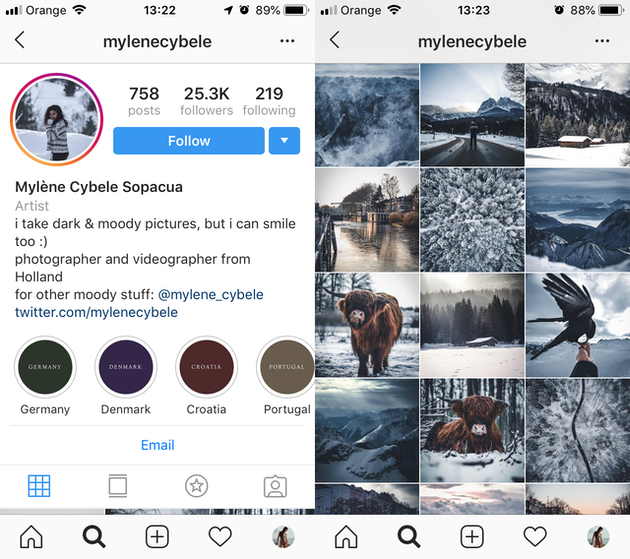 Orange 13:22 89%
mylenecybele
758 25.3K 219
posts followers following
Follow
Mylène Cybele Sopacua
Artist
i take dark & moody pictures, but i can smile
too :)
photographer and videographer from
Holland
for other moody stuff: @mylene_cybele
twitter.com/mylenecybele
GERMANY DENMARK CROATIA PORTUGAL
Germany Denmark Croatia Portugal
Email
Orange 13:23 88%
mylenecybele